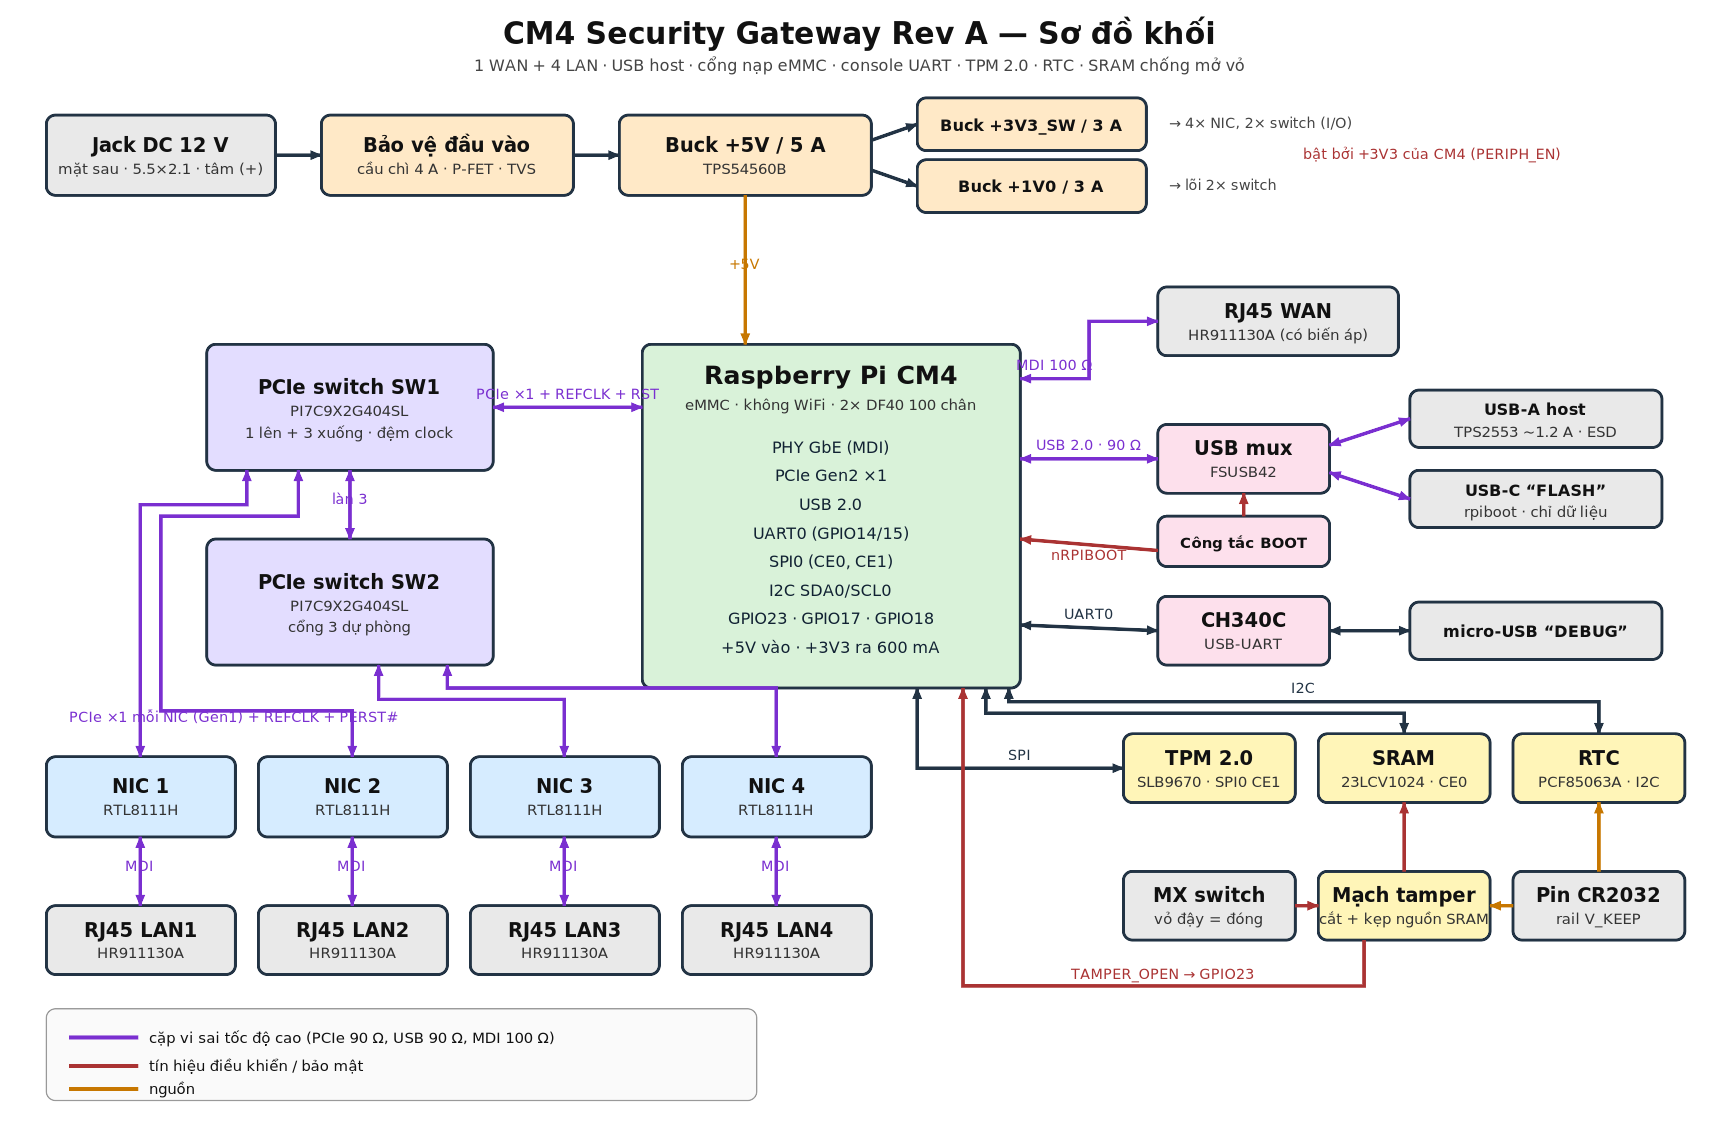 CM4 Security Gateway Rev A — Sơ đồ khối
1 WAN + 4 LAN · USB host · cổng nạp eMMC · console UART · TPM 2.0 · RTC · SRAM chống mở vỏ
Jack DC 12 V
mặt sau · 5.5×2.1 · tâm (+)
Bảo vệ đầu vào
cầu chì 4 A · P-FET · TVS
Buck +5V / 5 A
TPS54560B
Buck +3V3_SW / 3 A
→ 4× NIC, 2× switch (I/O)
bật bởi +3V3 của CM4 (PERIPH_EN)
Buck +1V0 / 3 A
→ lõi 2× switch
+5V
RJ45 WAN
HR911130A (có biến áp)
MDI 100 Ω
PCIe switch SW1
PI7C9X2G404SL
1 lên + 3 xuống · đệm clock
PCIe ×1 + REFCLK + RST
Raspberry Pi CM4
eMMC · không WiFi · 2× DF40 100 chân
PHY GbE (MDI)
PCIe Gen2 ×1
USB 2.0
UART0 (GPIO14/15)
SPI0 (CE0, CE1)
I2C SDA0/SCL0
GPIO23 · GPIO17 · GPIO18
+5V vào · +3V3 ra 600 mA
USB 2.0 · 90 Ω
USB mux
FSUSB42
USB-A host
TPS2553 ~1.2 A · ESD
USB-C “FLASH”
rpiboot · chỉ dữ liệu
Công tắc BOOT
nRPIBOOT
UART0
CH340C
USB-UART
micro-USB “DEBUG”
làn 3
PCIe switch SW2
PI7C9X2G404SL
cổng 3 dự phòng
PCIe ×1 mỗi NIC (Gen1) + REFCLK + PERST#
I2C
SPI
TPM 2.0
SLB9670 · SPI0 CE1
SRAM
23LCV1024 · CE0
RTC
PCF85063A · I2C
NIC 1
RTL8111H
NIC 2
RTL8111H
NIC 3
RTL8111H
NIC 4
RTL8111H
MDI
MDI
MDI
MDI
RJ45 LAN1
HR911130A
RJ45 LAN2
HR911130A
RJ45 LAN3
HR911130A
RJ45 LAN4
HR911130A
MX switch
vỏ đậy = đóng
Mạch tamper
cắt + kẹp nguồn SRAM
Pin CR2032
rail V_KEEP
TAMPER_OPEN → GPIO23
cặp vi sai tốc độ cao (PCIe 90 Ω, USB 90 Ω, MDI 100 Ω)
tín hiệu điều khiển / bảo mật
nguồn